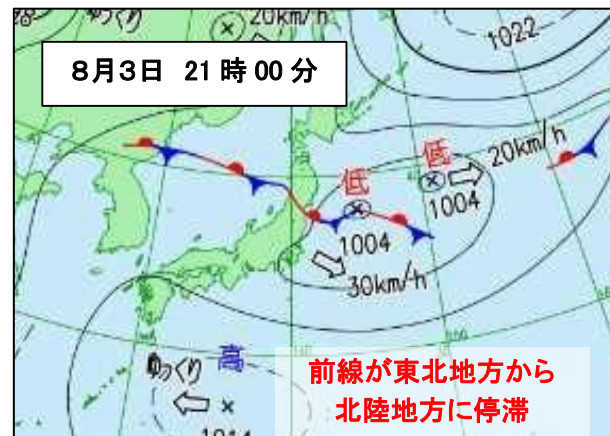 ゆっくり
20km/h
1022
8月3日 21時00分
20km/h
低
低
1004
1004
30km/h
ゆっくり
高
前線が東北地方から
北陸地方に停滞